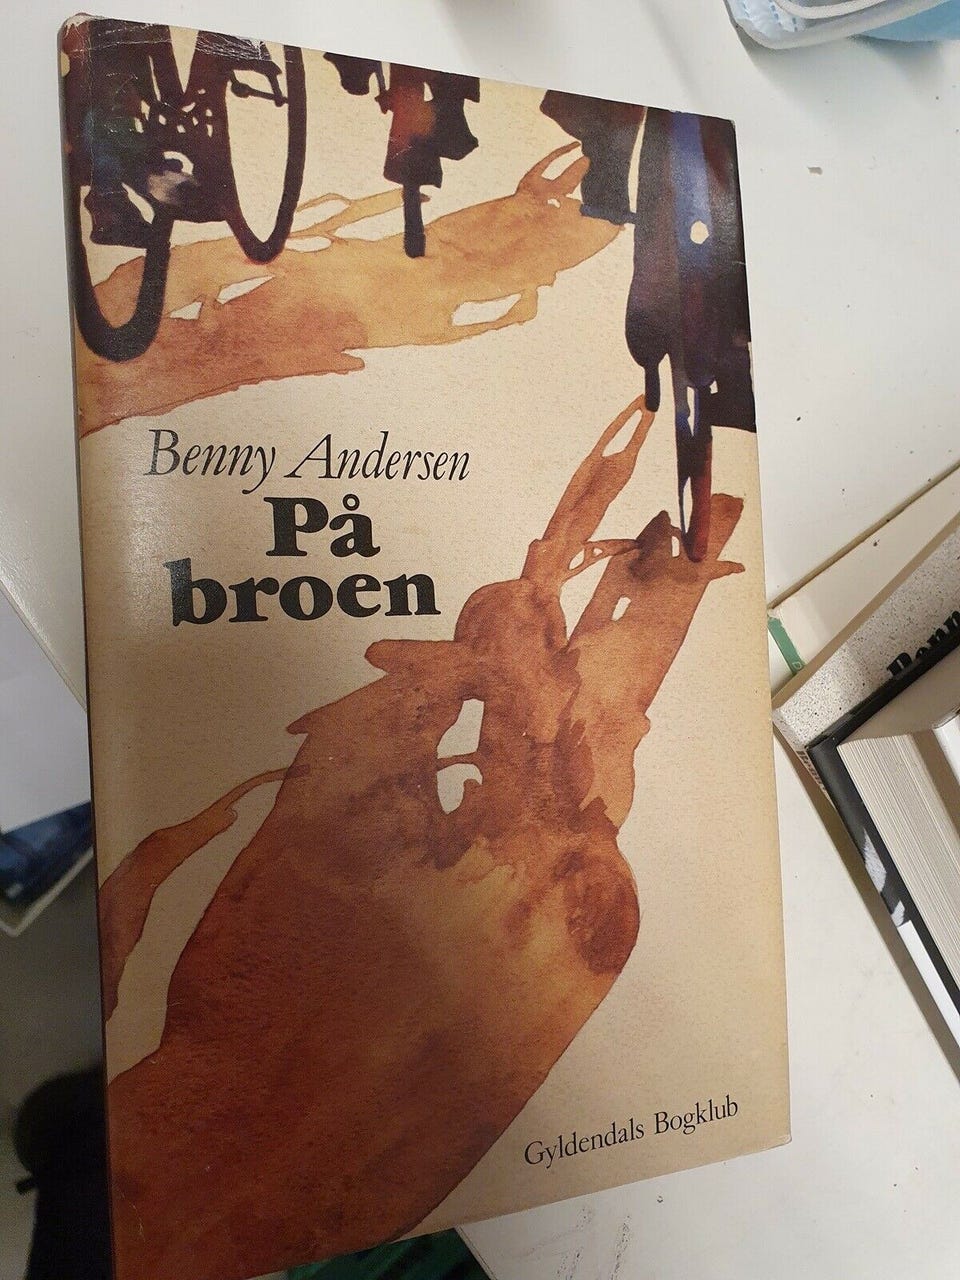 Benny Andersen
På
broen
Gyldendals Bogklub